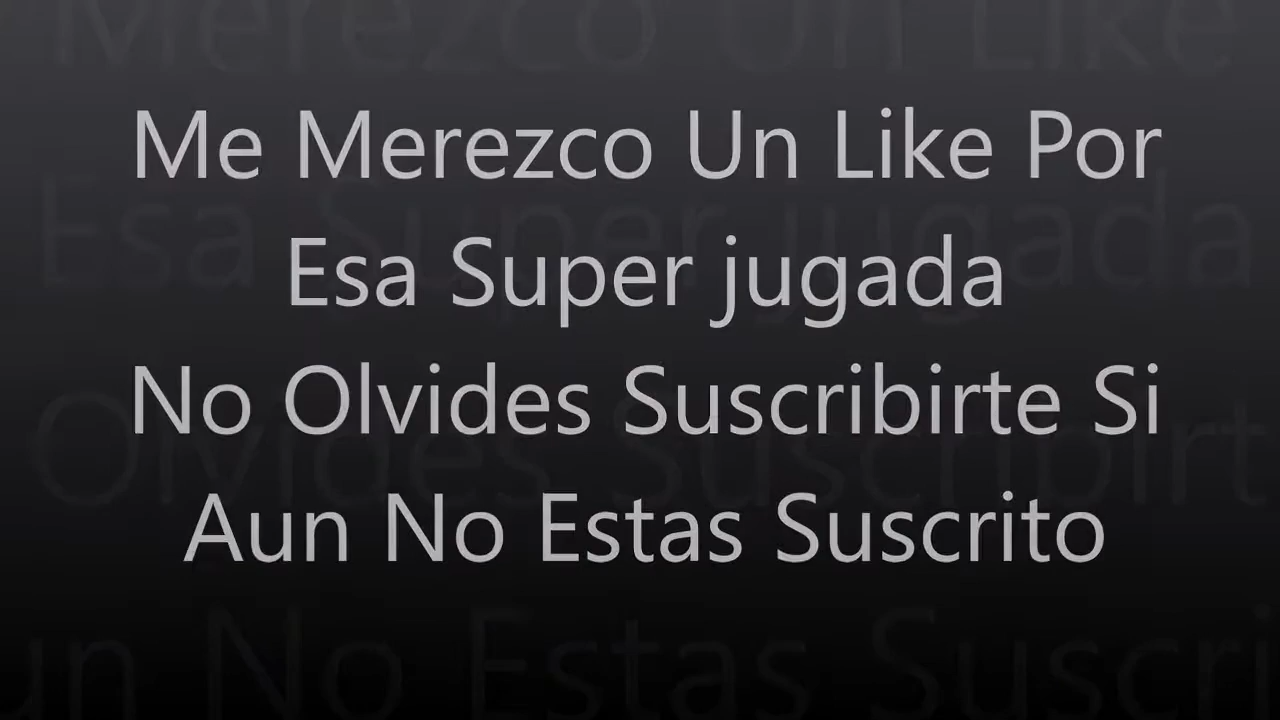 Me Merezco Un Like Por
Esa Super jugada
No Olvides Suscribirte Si
Aun No Estas Suscrito